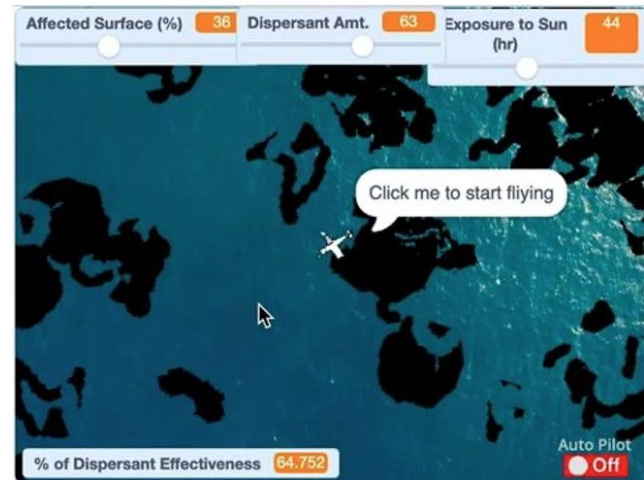 Affected Surface (%) 36
Dispersant Amt. 63
Exposure to Sun
(hr) 44
Click me to start fliying
Auto Pilot
Off
% of Dispersant Effectiveness 64.752